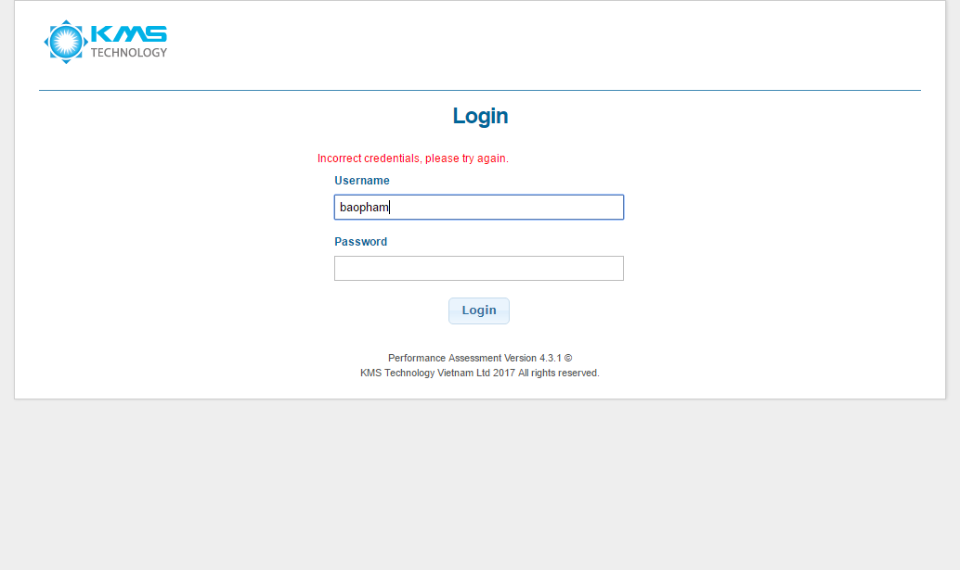 KMS
TECHNOLOGY
Login
Incorrect credentials, please try again.
Username
baopham
Password
Login
Performance Assessment Version 4.3.1 ©
KMS Technology Vietnam Ltd 2017 All rights reserved.